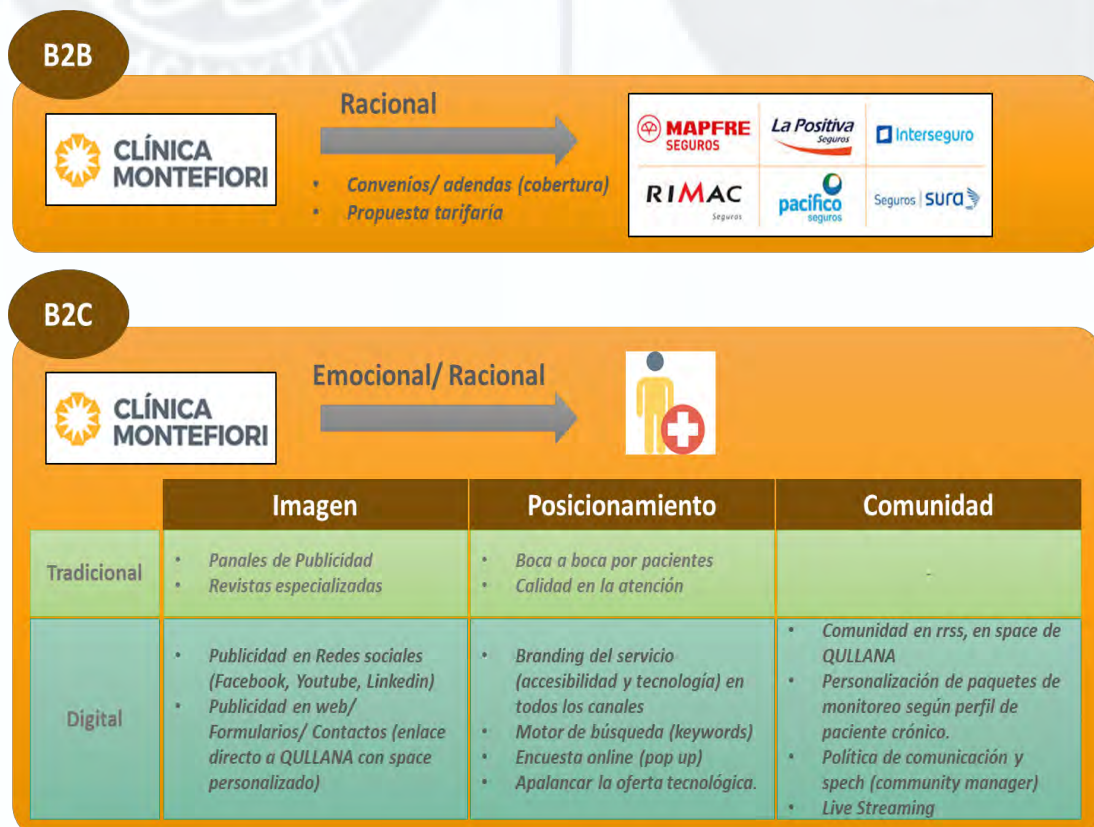 B2B
CLÍNICA
MONTEFIORI
Racional
• Convenios/ adendas (cobertura)
• Propuesta tarifaría
MAPFRE
SEGUROS
La Positiva
Seguros
Interseguro
RIMAC
Seguros
pacifico
seguros
Seguros | sura
B2C
CLÍNICA
MONTEFIORI
Emocional/ Racional
Imagen
Posicionamiento
Comunidad
Tradicional
• Panales de Publicidad
• Revistas especializadas
• Boca a boca por pacientes
• Calidad en la atención
-
Digital
• Publicidad en Redes sociales
(Facebook, Youtube, Linkedin)
• Publicidad en web/
Formularios/ Contactos (enlace
directo a QULLANA con space
personalizado)
• Branding del servicio
(accesibilidad y tecnología) en
todos los canales
• Motor de búsqueda (keywords)
• Encuesta online (pop up)
• Apalancar la oferta tecnológica.
• Comunidad en rrss, en space de
QULLANA
• Personalización de paquetes de
monitoreo según perfil de
paciente crónico.
• Política de comunicación y
spech (community manager)
• Live Streaming